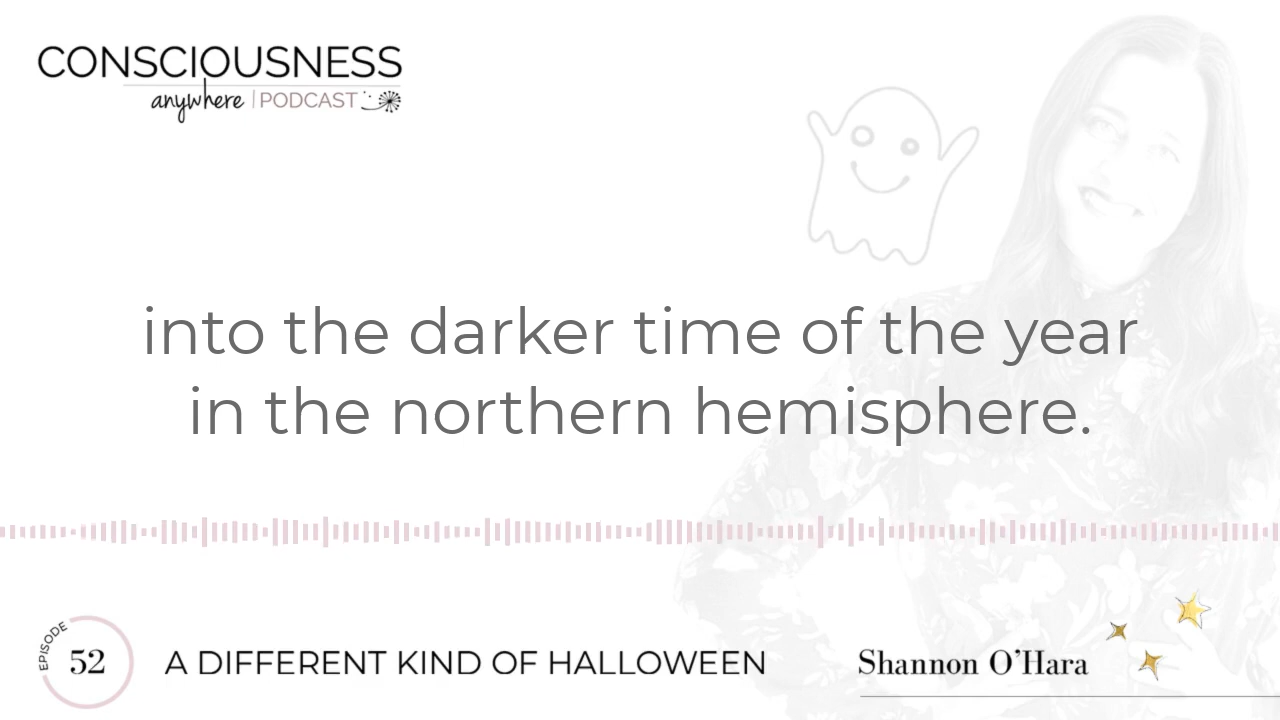 CONSCIOUSNESS
anywhere | PODCAST
into the darker time of the year
in the northern hemisphere.
EPISODE
52
A DIFFERENT KIND OF HALLOWEEN
Shannon O'Hara